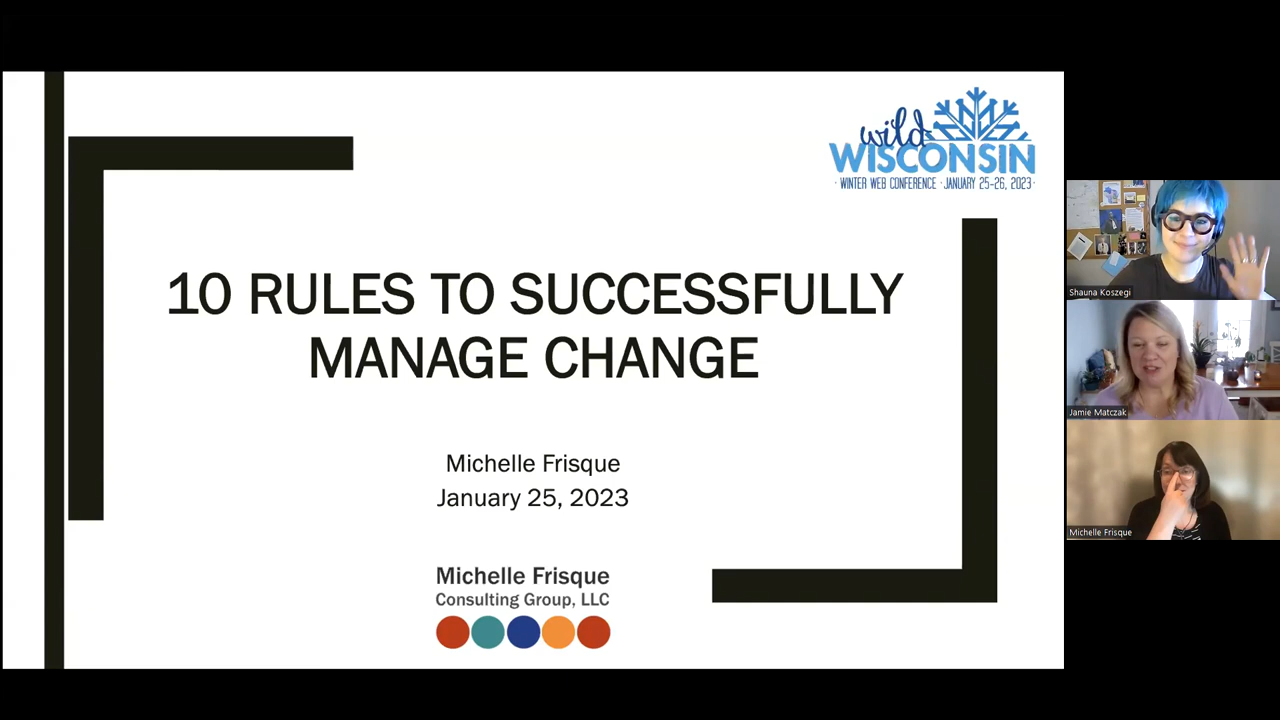 wild
WISCONSIN
· WINTER WEB CONFERENCE · JANUARY 25-26, 2023 ·
10 RULES TO SUCCESSFULLY
MANAGE CHANGE
Michelle Frisque
January 25, 2023
Michelle Frisque
Consulting Group, LLC
Shauna Koszegi
Jamie Matczak
Michelle Frisque